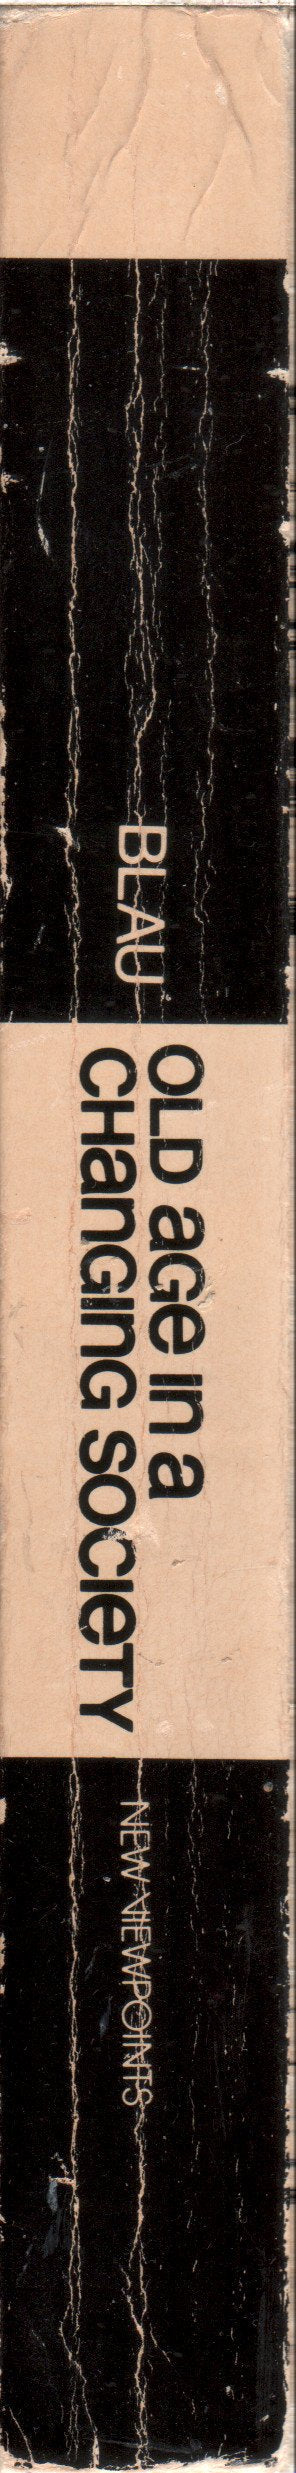 BLAU
OLD aGe in a
CHanGinG SOCIeTY
NEW VIEWPOINTS